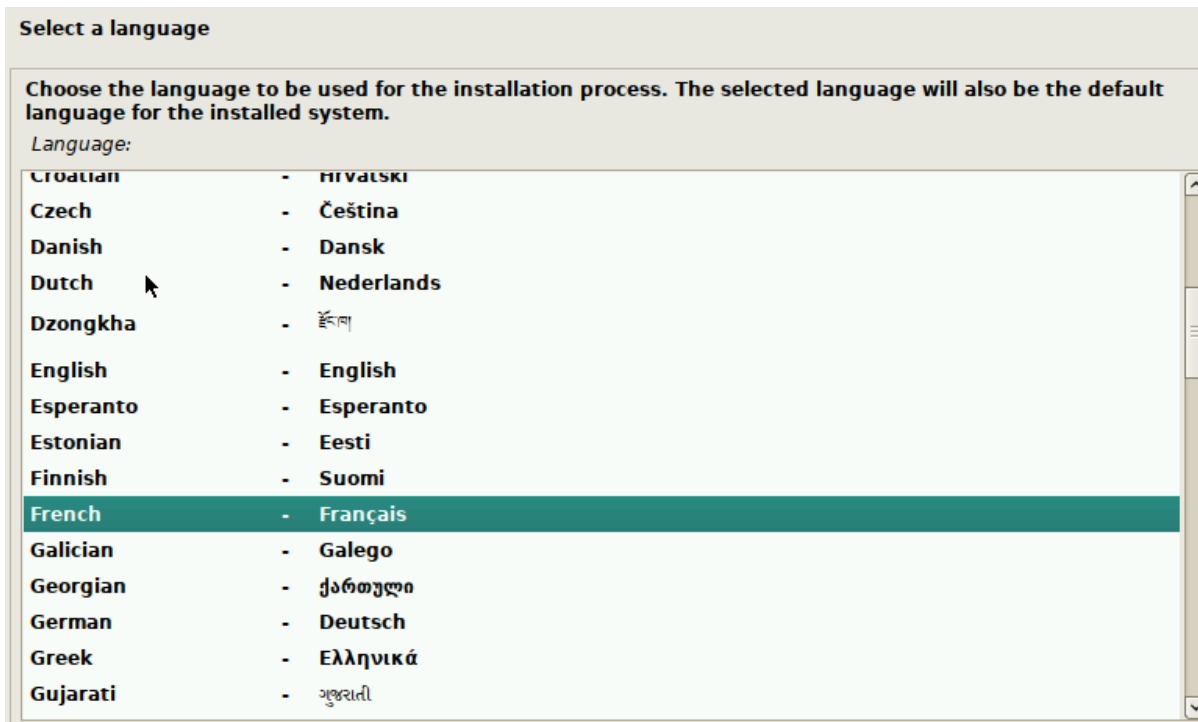 Select a language
Choose the language to be used for the installation process. The selected language will also be the default
language for the installed system.
Language:
Croatian - Hrvatski
Czech - Čeština
Danish - Dansk
Dutch - Nederlands
Dzongkha - རྫོང་ཁ།
English - English
Esperanto - Esperanto
Estonian - Eesti
Finnish - Suomi
French - Français
Galician - Galego
Georgian - ქართული
German - Deutsch
Greek - Ελληνικά
Gujarati - ગુજરાતી